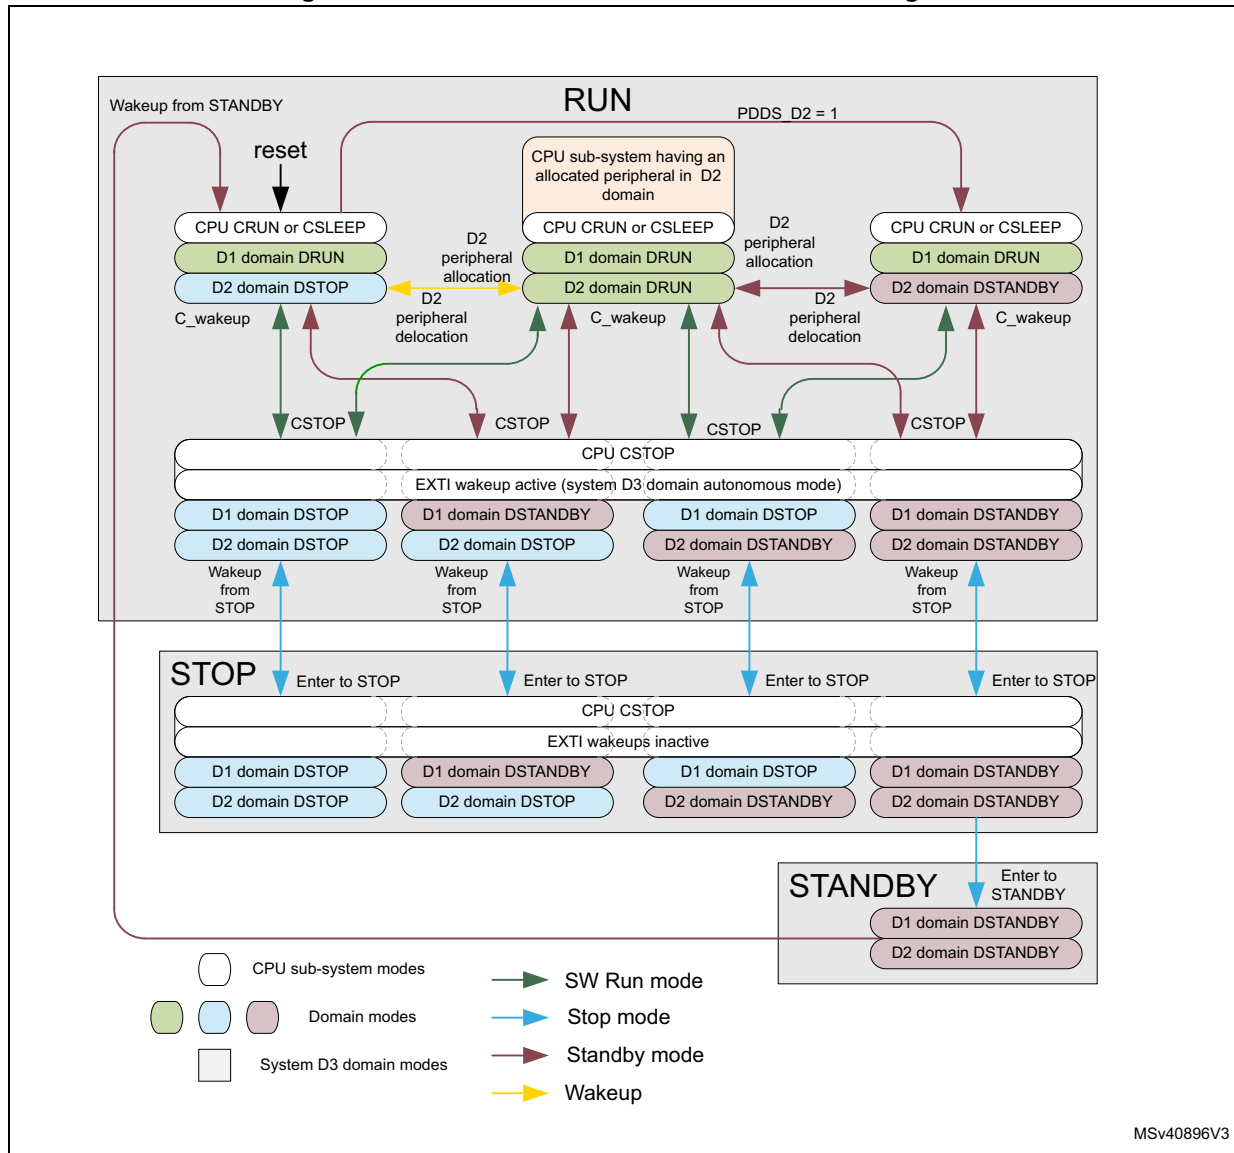 Wakeup from STANDBY
RUN
PDDS_D2 = 1
reset
CPU sub-system having an
allocated peripheral in D2
domain
CPU CRUN or CSLEEP
D1 domain DRUN
D2 domain DSTOP
D2
peripheral
allocation
D2
peripheral
delocation
CPU CRUN or CSLEEP
D1 domain DRUN
D2 domain DRUN
D2
peripheral
allocation
D2
peripheral
delocation
CPU CRUN or CSLEEP
D1 domain DRUN
D2 domain DSTANDBY
C_wakeup
C_wakeup
C_wakeup
CSTOP
CSTOP
CSTOP
CSTOP
CPU CSTOP
EXTI wakeup active (system D3 domain autonomous mode)
D1 domain DSTOP
D2 domain DSTOP
D1 domain DSTANDBY
D2 domain DSTOP
D1 domain DSTOP
D2 domain DSTANDBY
D1 domain DSTANDBY
D2 domain DSTANDBY
Wakeup
from
STOP
Wakeup
from
STOP
Wakeup
from
STOP
Wakeup
from
STOP
STOP
Enter to STOP
Enter to STOP
Enter to STOP
Enter to STOP
CPU CSTOP
EXTI wakeups inactive
D1 domain DSTOP
D2 domain DSTOP
D1 domain DSTANDBY
D2 domain DSTOP
D1 domain DSTOP
D2 domain DSTANDBY
D1 domain DSTANDBY
D2 domain DSTANDBY
STANDBY
Enter to
STANDBY
D1 domain DSTANDBY
D2 domain DSTANDBY
CPU sub-system modes
Domain modes
System D3 domain modes
SW Run mode
Stop mode
Standby mode
Wakeup
MSv40896V3